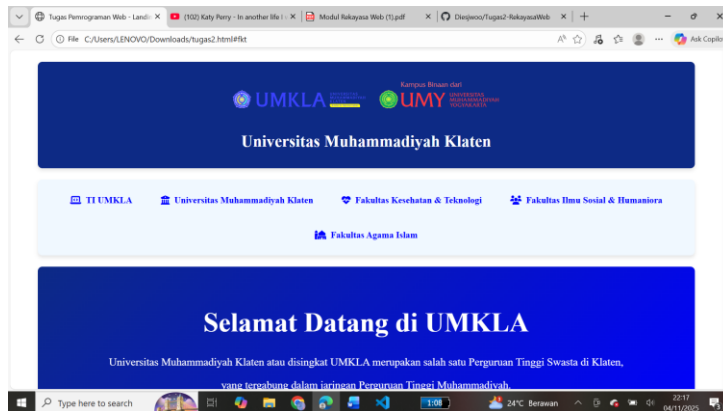 Tugas Pemrograman Web - Landi
(102) Katy Perry - In another life I
Modul Rekayasa Web (1).pdf
Diesjwoo/Tugas2-RekayasaWeb
File C:/Users/LENOVO/Downloads/tugas2.html#fkt
Ask Copilo
UMKLA
Kampus Binaan dari
UMY UNIVERSITAS MUHAMMADIYAH YOGYAKARTA
Universitas Muhammadiyah Klaten
TI UMKLA
Universitas Muhammadiyah Klaten
Fakultas Kesehatan & Teknologi
Fakultas Ilmu Sosial & Humaniora
Fakultas Agama Islam
Selamat Datang di UMKLA
Universitas Muhammadiyah Klaten atau disingkat UMKLA merupakan salah satu Perguruan Tinggi Swasta di Klaten,
yang tergabung dalam jaringan Perguruan Tinggi Muhammadiyah.
Type here to search
1:08
24°C Berawan
22:17
04/11/2025